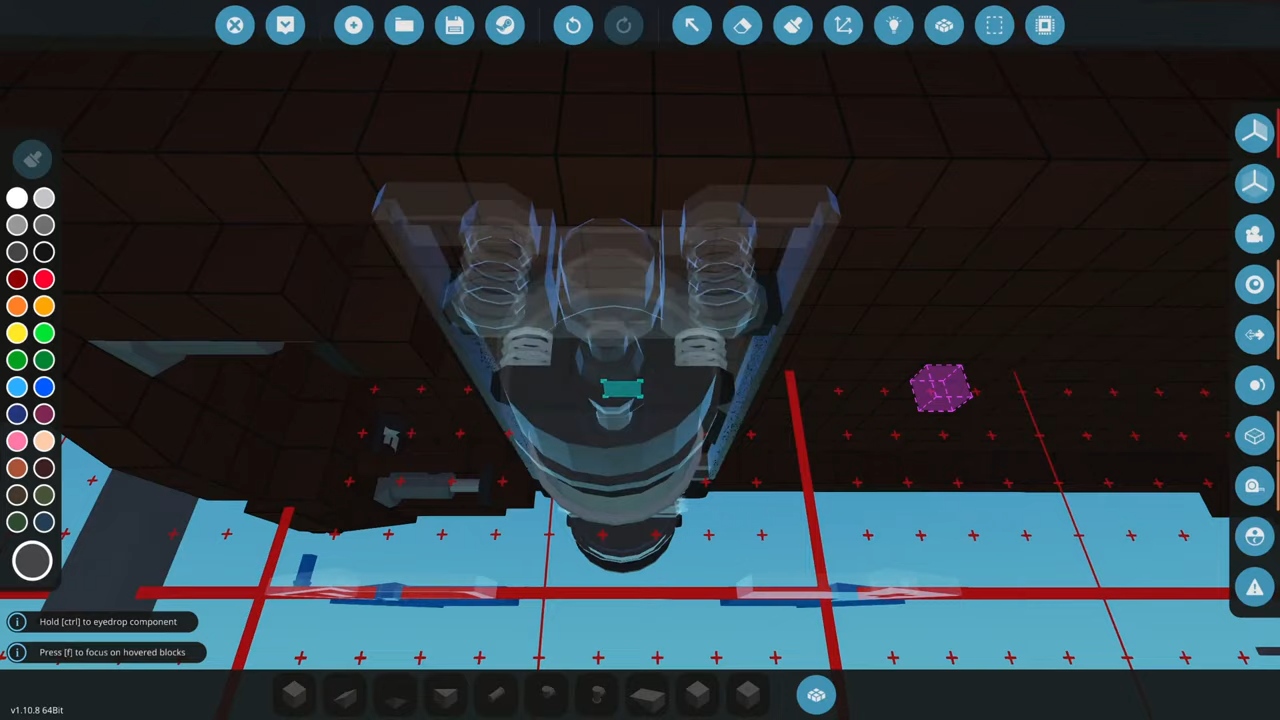 Hold [ctrl] to eyedrop component
Press [f] to focus on hovered blocks
v1.10.8 64Bit